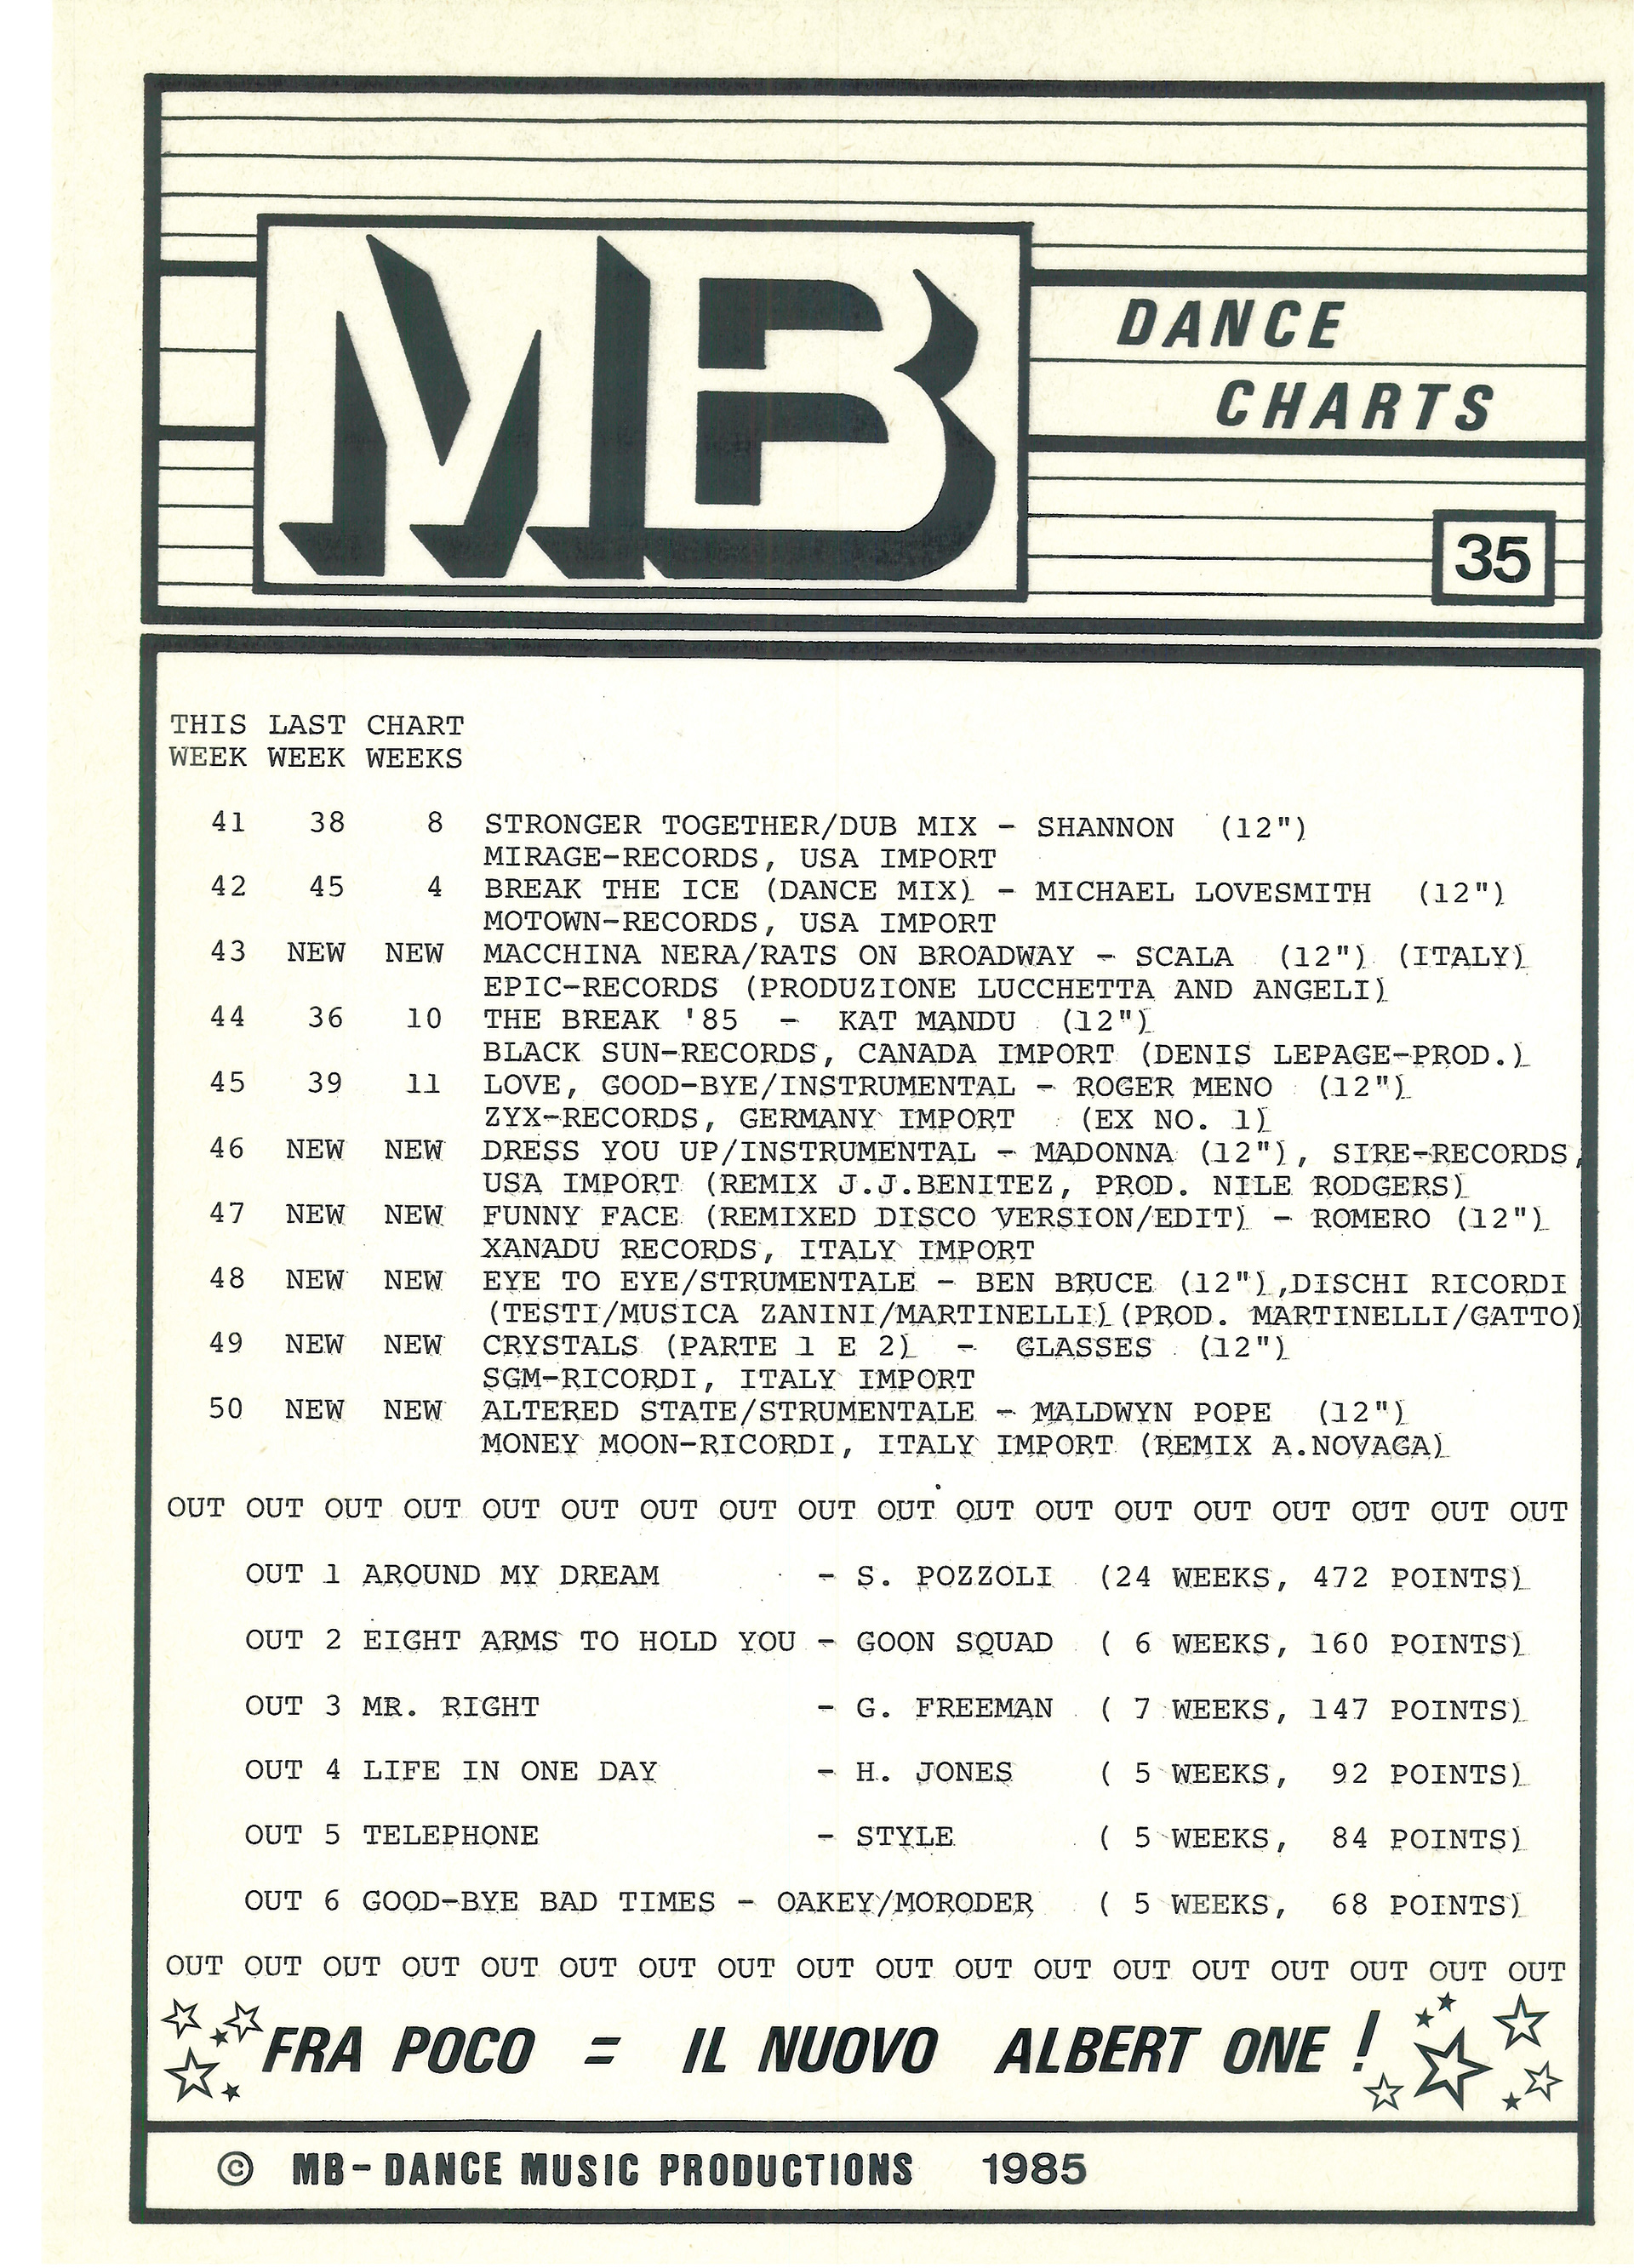 MB
DANCE
CHARTS
35
THIS LAST CHART
WEEK WEEK WEEKS
41 38 8 STRONGER TOGETHER/DUB MIX - SHANNON (12")
MIRAGE-RECORDS, USA IMPORT
42 45 4 BREAK THE ICE (DANCE MIX) - MICHAEL LOVESMITH (12")
MOTOWN-RECORDS, USA IMPORT
43 NEW NEW MACCHINA NERA/RATS ON BROADWAY - SCALA (12") (ITALY)
EPIC-RECORDS (PRODUZIONE LUCCHETTA AND ANGELI)
44 36 10 THE BREAK '85 - KAT MANDU (12")
BLACK SUN-RECORDS, CANADA IMPORT (DENIS LEPAGE-PROD.)
45 39 11 LOVE, GOOD-BYE/INSTRUMENTAL - ROGER MENO (12")
ZYX-RECORDS, GERMANY IMPORT (EX NO. 1)
46 NEW NEW DRESS YOU UP/INSTRUMENTAL - MADONNA (12"), SIRE-RECORDS,
USA IMPORT (REMIX J.J.BENITEZ, PROD. NILE RODGERS)
47 NEW NEW FUNNY FACE (REMIXED DISCO VERSION/EDIT) - ROMERO (12")
XANADU RECORDS, ITALY IMPORT
48 NEW NEW EYE TO EYE/STRUMENTALE - BEN BRUCE (12"),DISCHI RICORDI
(TESTI/MUSICA ZANINI/MARTINELLI)(PROD. MARTINELLI/GATTO)
49 NEW NEW CRYSTALS (PARTE 1 E 2) - GLASSES (12")
SGM-RICORDI, ITALY IMPORT
50 NEW NEW ALTERED STATE/STRUMENTALE - MALDWYN POPE (12")
MONEY MOON-RICORDI, ITALY IMPORT (REMIX A.NOVAGA)
OUT OUT OUT OUT OUT OUT OUT OUT OUT OUT OUT OUT OUT OUT OUT OUT OUT OUT
OUT 1 AROUND MY DREAM - S. POZZOLI (24 WEEKS, 472 POINTS)
OUT 2 EIGHT ARMS TO HOLD YOU - GOON SQUAD ( 6 WEEKS, 160 POINTS)
OUT 3 MR. RIGHT - G. FREEMAN ( 7 WEEKS, 147 POINTS)
OUT 4 LIFE IN ONE DAY - H. JONES ( 5 WEEKS, 92 POINTS)
OUT 5 TELEPHONE - STYLE ( 5 WEEKS, 84 POINTS)
OUT 6 GOOD-BYE BAD TIMES - OAKEY/MORODER ( 5 WEEKS, 68 POINTS)
OUT OUT OUT OUT OUT OUT OUT OUT OUT OUT OUT OUT OUT OUT OUT OUT OUT OUT
FRA POCO = IL NUOVO ALBERT ONE !
© MB-DANCE MUSIC PRODUCTIONS 1985